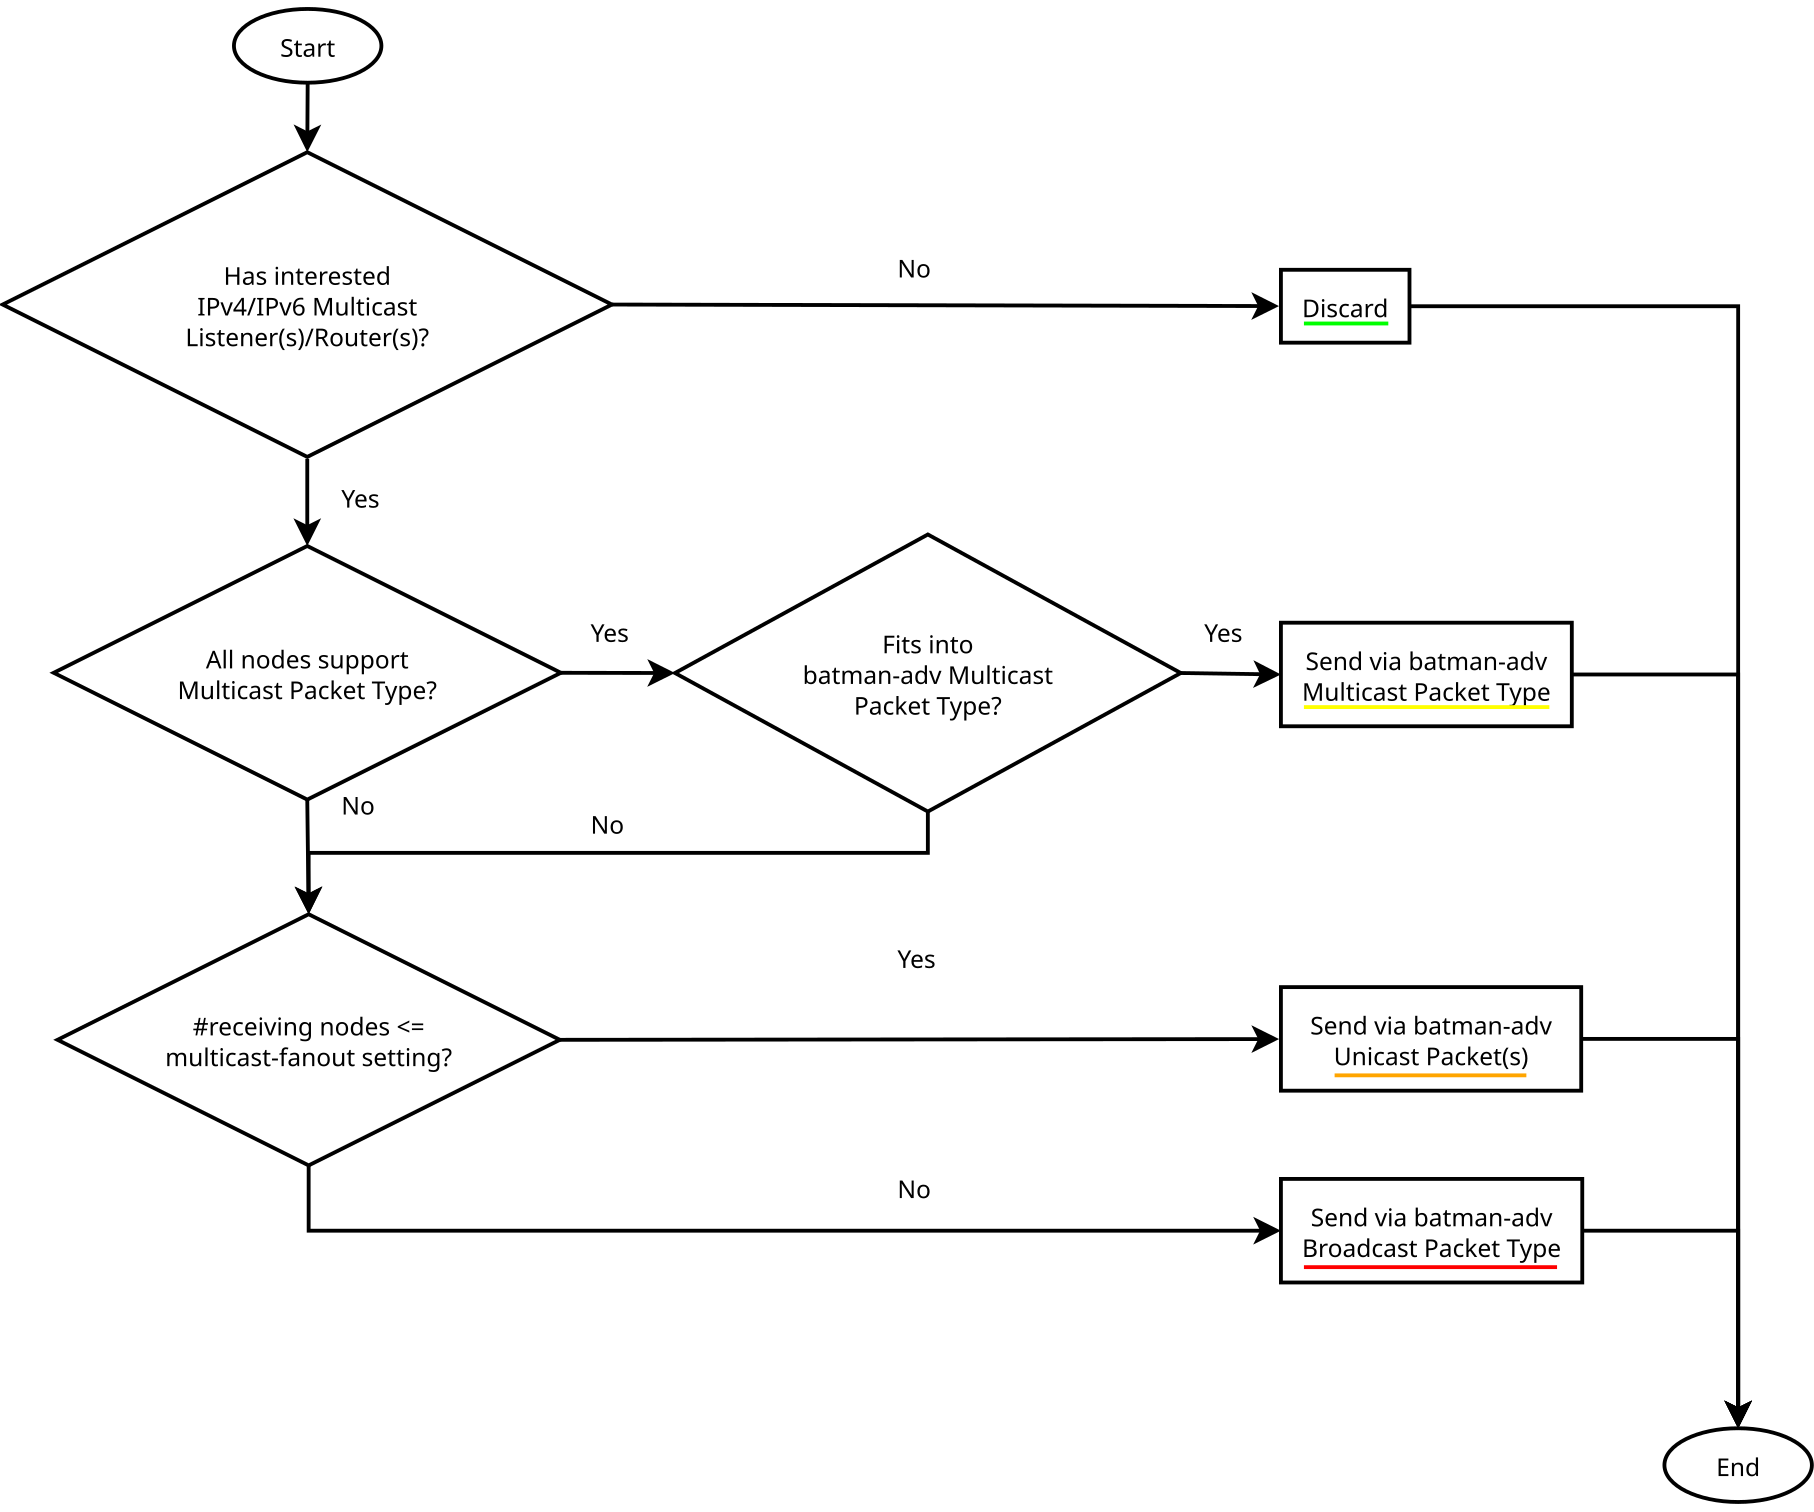 Start
Has interested
IPv4/IPv6 Multicast
Listener(s)/Router(s)?
No
Discard
Yes
All nodes support
Multicast Packet Type?
Yes
Fits into
batman-adv Multicast
Packet Type?
Yes
Send via batman-adv
Multicast Packet Type
No
No
#receiving nodes <=
multicast-fanout setting?
Yes
Send via batman-adv
Unicast Packet(s)
No
Send via batman-adv
Broadcast Packet Type
End